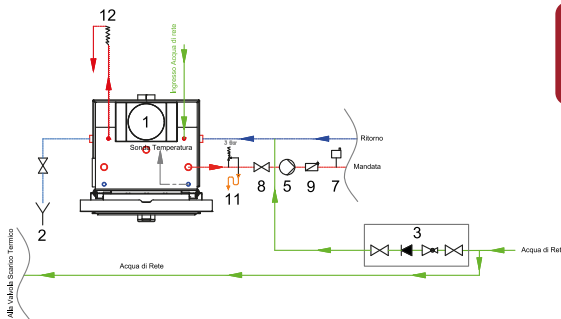 12
Ingresso Acqua di rete
1
Sonda Temperatura
3 Bar
Ritorno
Mandata
11
8
5
9
7
2
3
Acqua di Ret
Acqua di Rete
Alla Valvola Scarico Termico